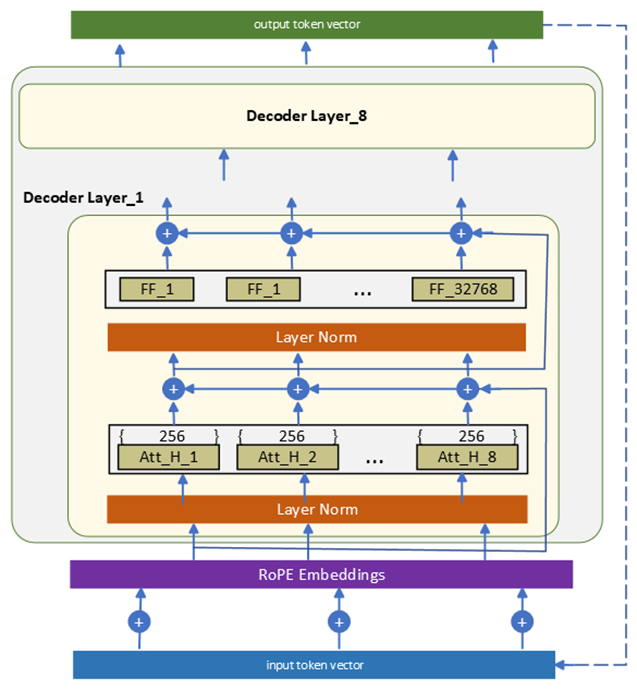 output token vector
Decoder Layer_8
Decoder Layer_1
+ + +
FF_1 FF_1 ... FF_32768
Layer Norm
+ + +
{ 256 } { 256 } { 256 }
Att_H_1 Att_H_2 ... Att_H_8
Layer Norm
RoPE Embeddings
+ + +
input token vector